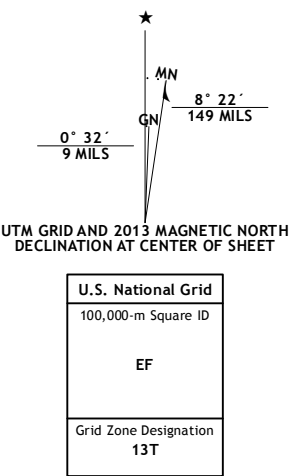 ★
MN
GN
8° 22´
149 MILS
0° 32´
9 MILS
UTM GRID AND 2013 MAGNETIC NORTH
DECLINATION AT CENTER OF SHEET
U.S. National Grid
100,000-m Square ID
EF
Grid Zone Designation
13T